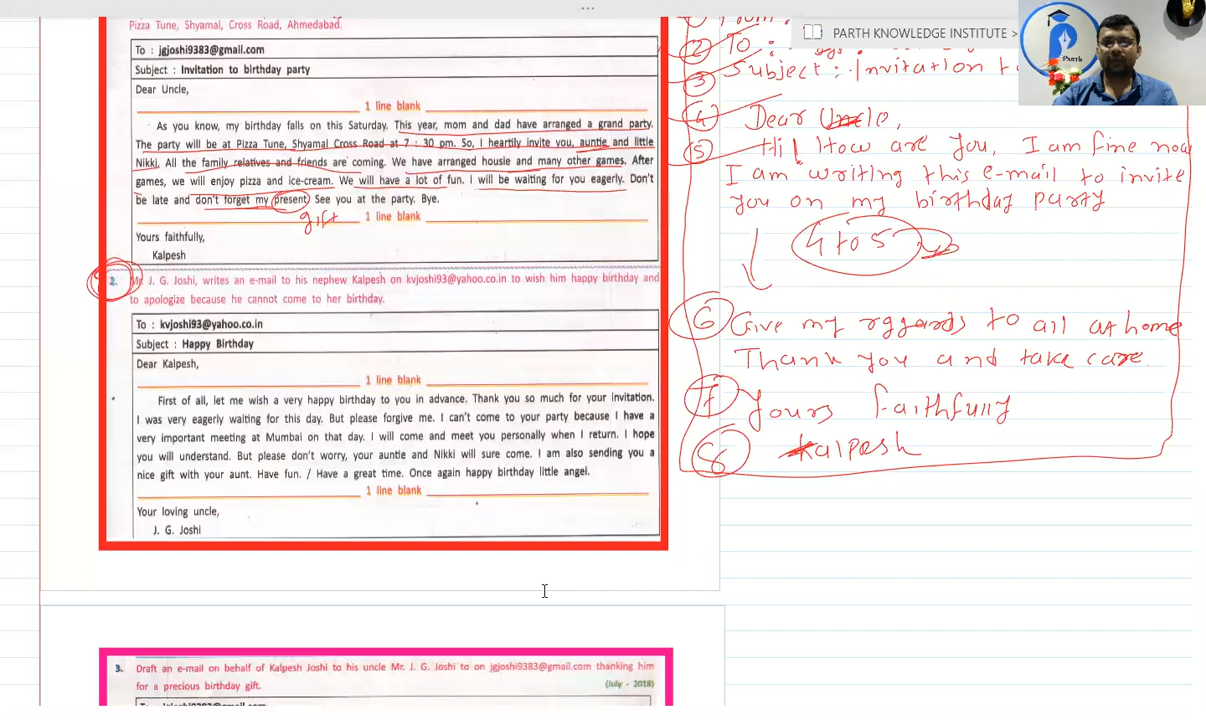 Pizza Tune, Shyamal, Cross Road, Ahmedabad.
To : jgjoshi9383@gmail.com
Subject : Invitation to birthday party
Dear Uncle,
1 line blank
As you know, my birthday falls on this Saturday. This year, mom and dad have arranged a grand party.
The party will be at Pizza Tune, Shyamal Cross Road at 7 : 30 pm. So, I heartily invite you, auntie and little
Nikki. All the family relatives and friends are coming. We have arranged housie and many other games. After
games, we will enjoy pizza and ice-cream. We will have a lot of fun. I will be waiting for you eagerly. Don't
be late and don't forget my present) See you at the party. Bye.
gift
1 line blank
Yours faithfully,
Kalpesh
2. Mr J. G. Joshi, writes an e-mail to his nephew Kalpesh on kvjoshi93@yahoo.co.in to wish him happy birthday and
to apologize because he cannot come to her birthday.
To : kvjoshi93@yahoo.co.in
Subject : Happy Birthday
Dear Kalpesh,
1 line blank
First of all, let me wish a very happy birthday to you in advance. Thank you so much for your invitation.
I was very eagerly waiting for this day. But please forgive me. I can't come to your party because I have a
very important meeting at Mumbai on that day. I will come and meet you personally when I return. I hope
you will understand. But please don't worry, your auntie and Nikki will sure come. I am also sending you a
nice gift with your aunt. Have fun. / Have a great time. Once again happy birthday little angel.
1 line blank
Your loving uncle,
J. G. Joshi
3. Draft an e-mail on behalf of Kalpesh Joshi to his uncle Mr. J. G. Joshi to on jgjoshi9383@gmail.com thanking him
for a precious birthday gift. (July - 2018)
PARTH KNOWLEDGE INSTITUTE >
Parth
2 To :
3 Subject : Invitation t
4 Dear Uncle,
5 Hi! How are you, I am fine now
I am writing this e-mail to invite
you on my birthday party
4 to 5
6 Give my rggards to all at home
Thank you and take care.
7 Yours faithfully
8 Kalpesh